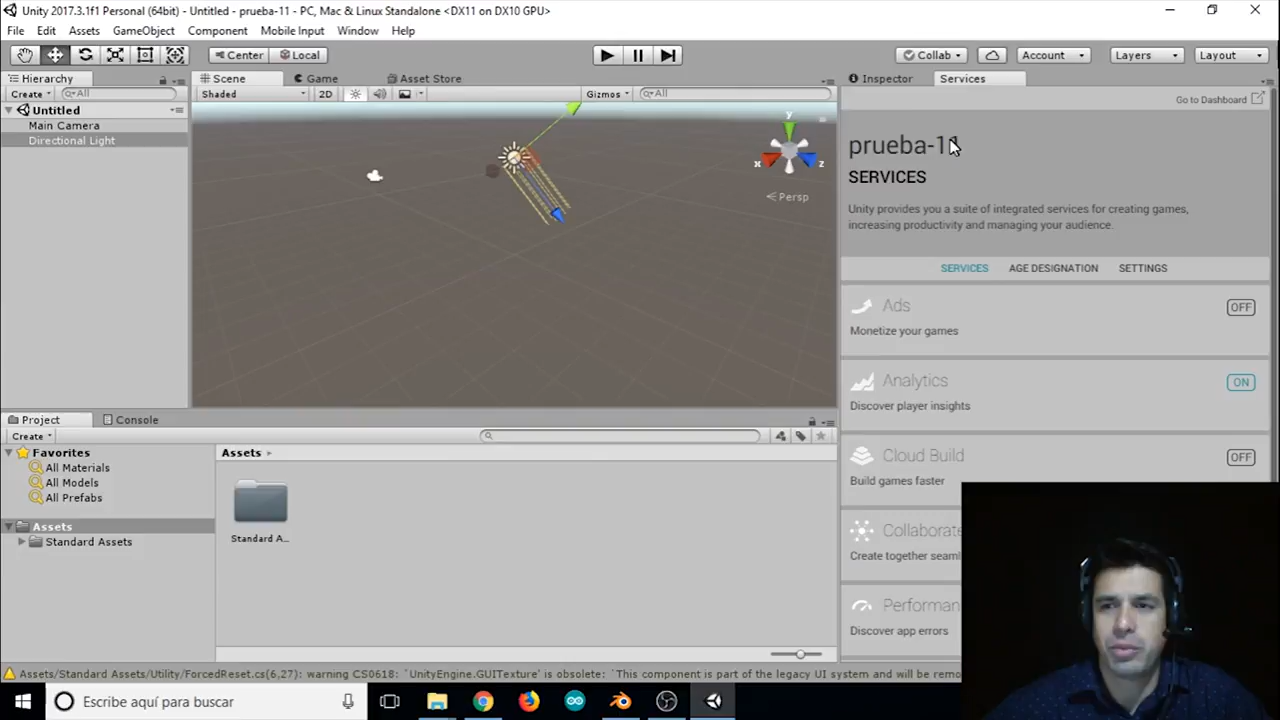 Unity 2017.3.1f1 Personal (64bit) - Untitled - prueba-11 - PC, Mac & Linux Standalone <DX11 on DX10 GPU>
File Edit Assets GameObject Component Mobile Input Window Help
Center Local Collab Account Layers Layout
Hierarchy Scene Game Asset Store Inspector Services
Create All Shaded 2D Gizmos All Go to Dashboard
Untitled
Main Camera
Directional Light
y
x
z
Persp
prueba-11
SERVICES
Unity provides you a suite of integrated services for creating games,
increasing productivity and managing your audience.
SERVICES AGE DESIGNATION SETTINGS
Ads OFF
Monetize your games
Analytics ON
Discover player insights
Cloud Build OFF
Build games faster
Collaborate
Create together seaml
Performan
Discover app errors
Project Console
Create
Favorites
All Materials
All Models
All Prefabs
Assets
Standard Assets
Assets
Standard A...
Assets/Standard Assets/Utility/ForcedReset.cs(6,27): warning CS0618: `UnityEngine.GUITexture' is obsolete: `This component is part of the legacy UI system and will be remo
Escribe aquí para buscar